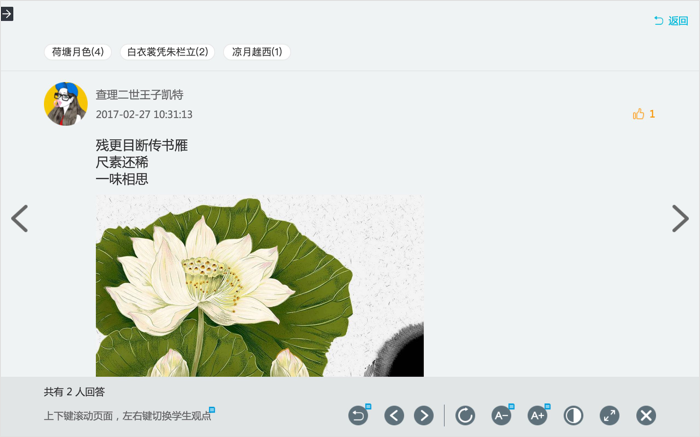 返回
荷塘月色(4)
白衣裳凭朱栏立(2)
凉月趖西(1)
查理二世王子凯特
2017-02-27 10:31:13
1
残更目断传书雁
尺素还稀
一味相思
共有 2 人回答
上下键滚动页面，左右键切换学生观点
A−
A+